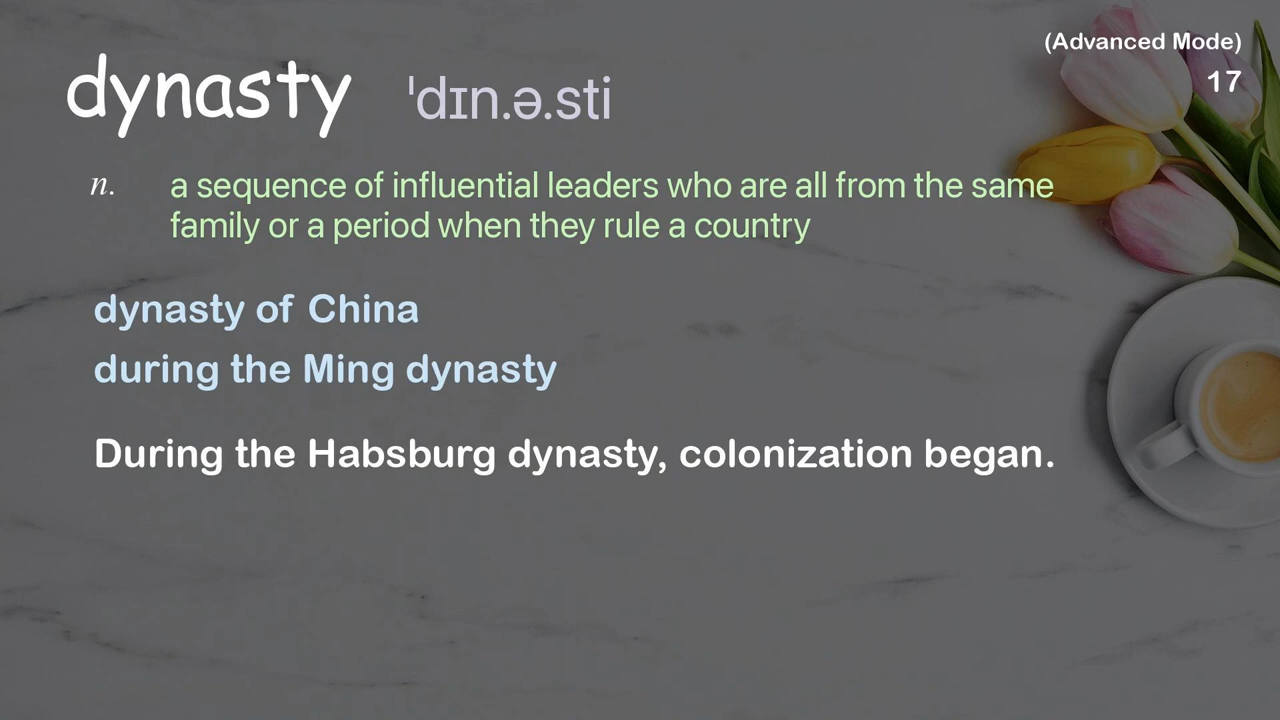 (Advanced Mode)
17
dynasty ˈdɪn.ə.sti
n. a sequence of influential leaders who are all from the same
family or a period when they rule a country
dynasty of China
during the Ming dynasty
During the Habsburg dynasty, colonization began.